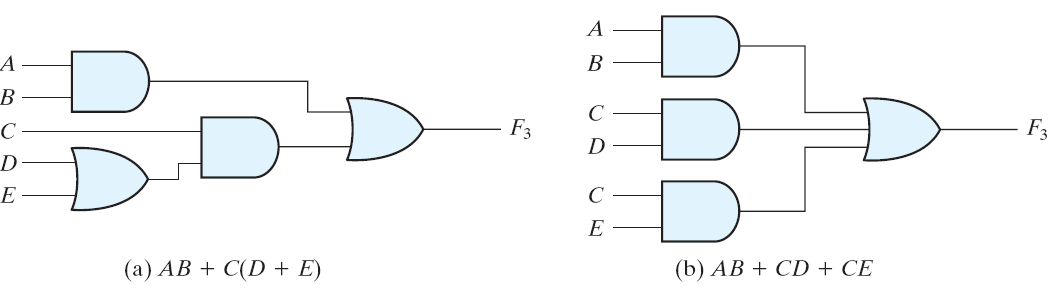 A
B
C
D
E
F₃
(a) AB + C(D + E)
A
B
C
D
C
E
F₃
(b) AB + CD + CE